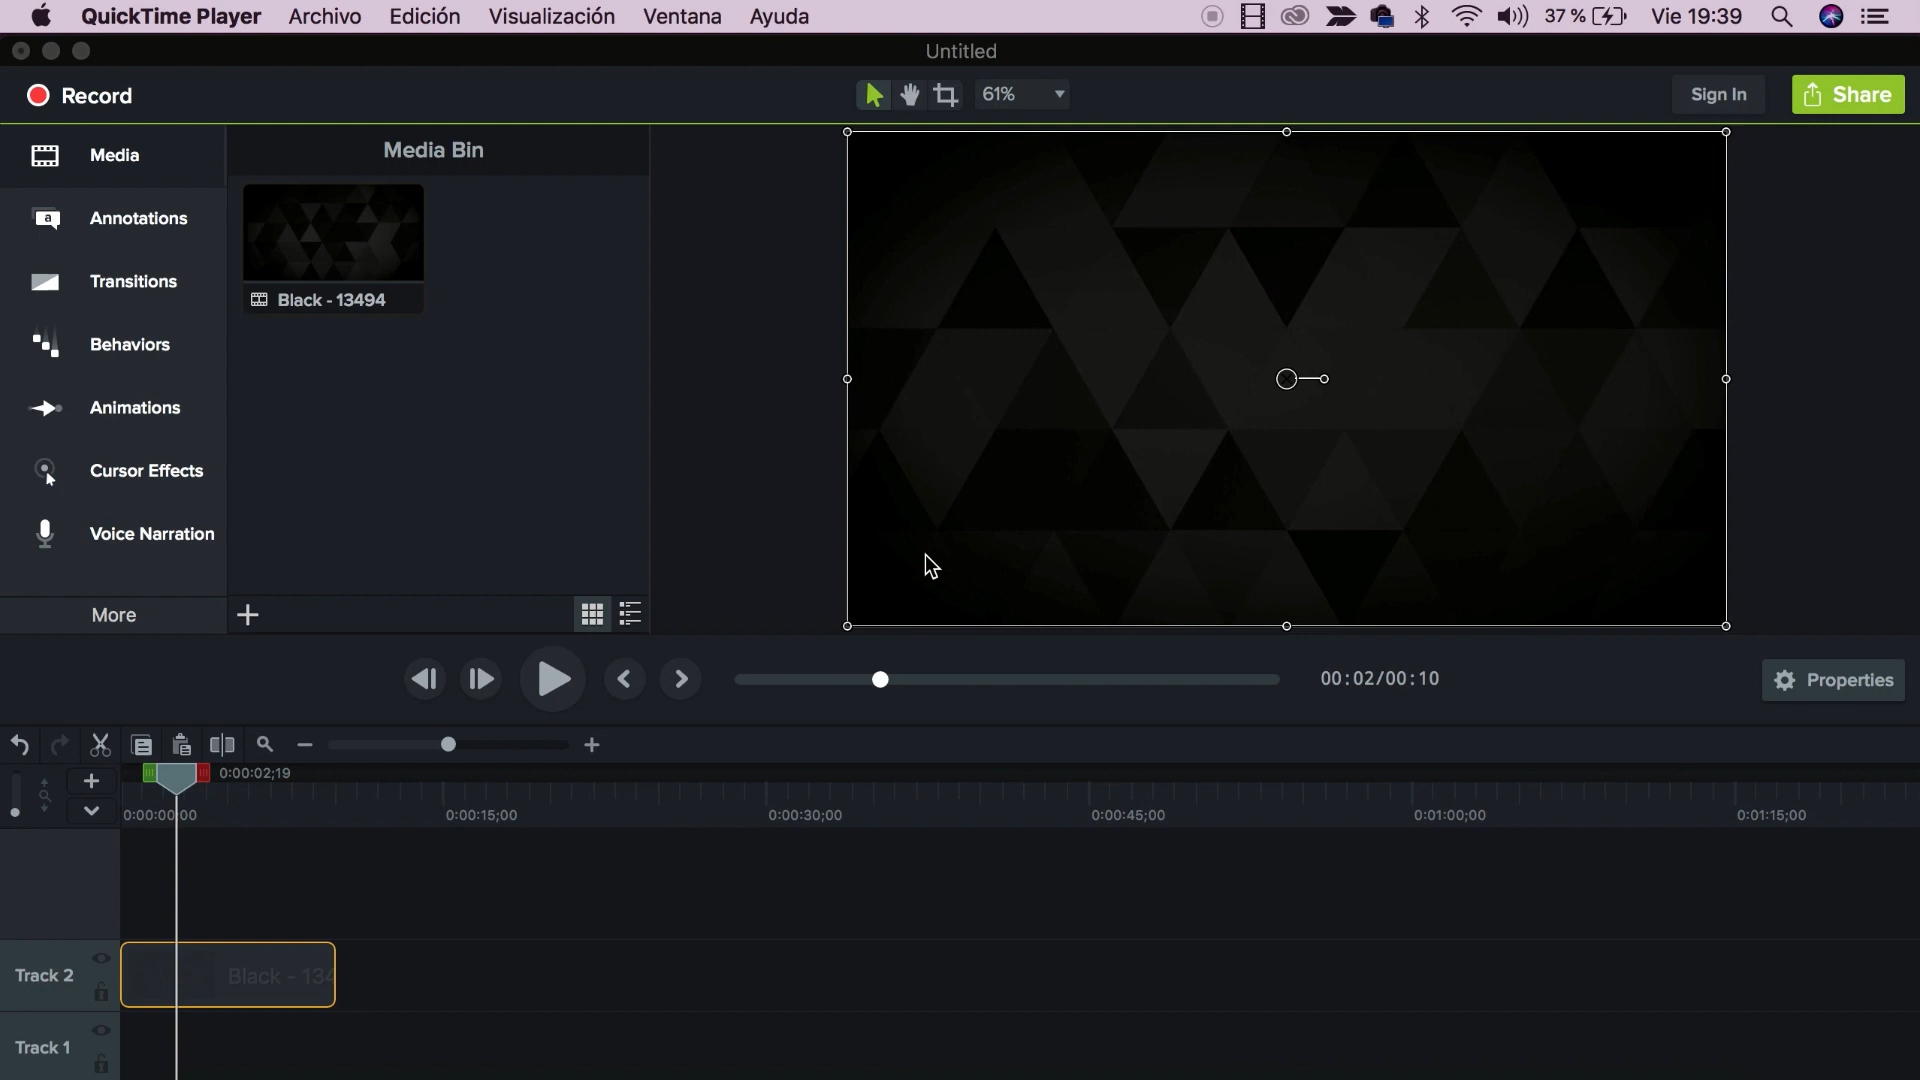 QuickTime Player Archivo Edición Visualización Ventana Ayuda 37 % Vie 19:39
Untitled
Record 61% Sign In Share
Media
Media Bin
Annotations
Transitions
Black - 13494
Behaviors
Animations
Cursor Effects
Voice Narration
More
00:02/00:10 Properties
0:00:02;19
0:00:00;00 0:00:15;00 0:00:30;00 0:00:45;00 0:01:00;00 0:01:15;00
Track 2 Black - 134
Track 1